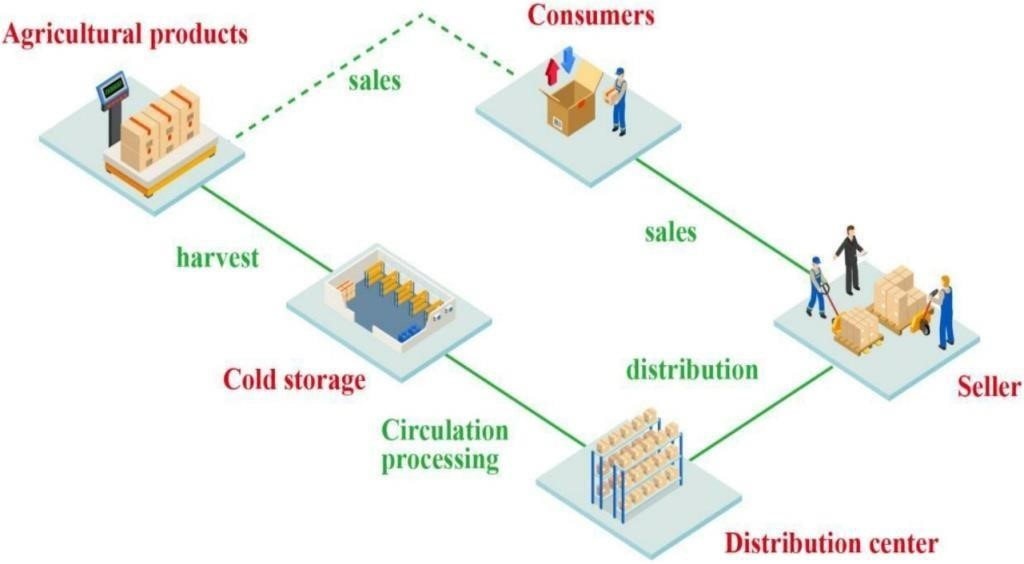 Consumers
Agricultural products
sales
sales
harvest
Cold storage
distribution
Seller
Circulation
processing
Distribution center